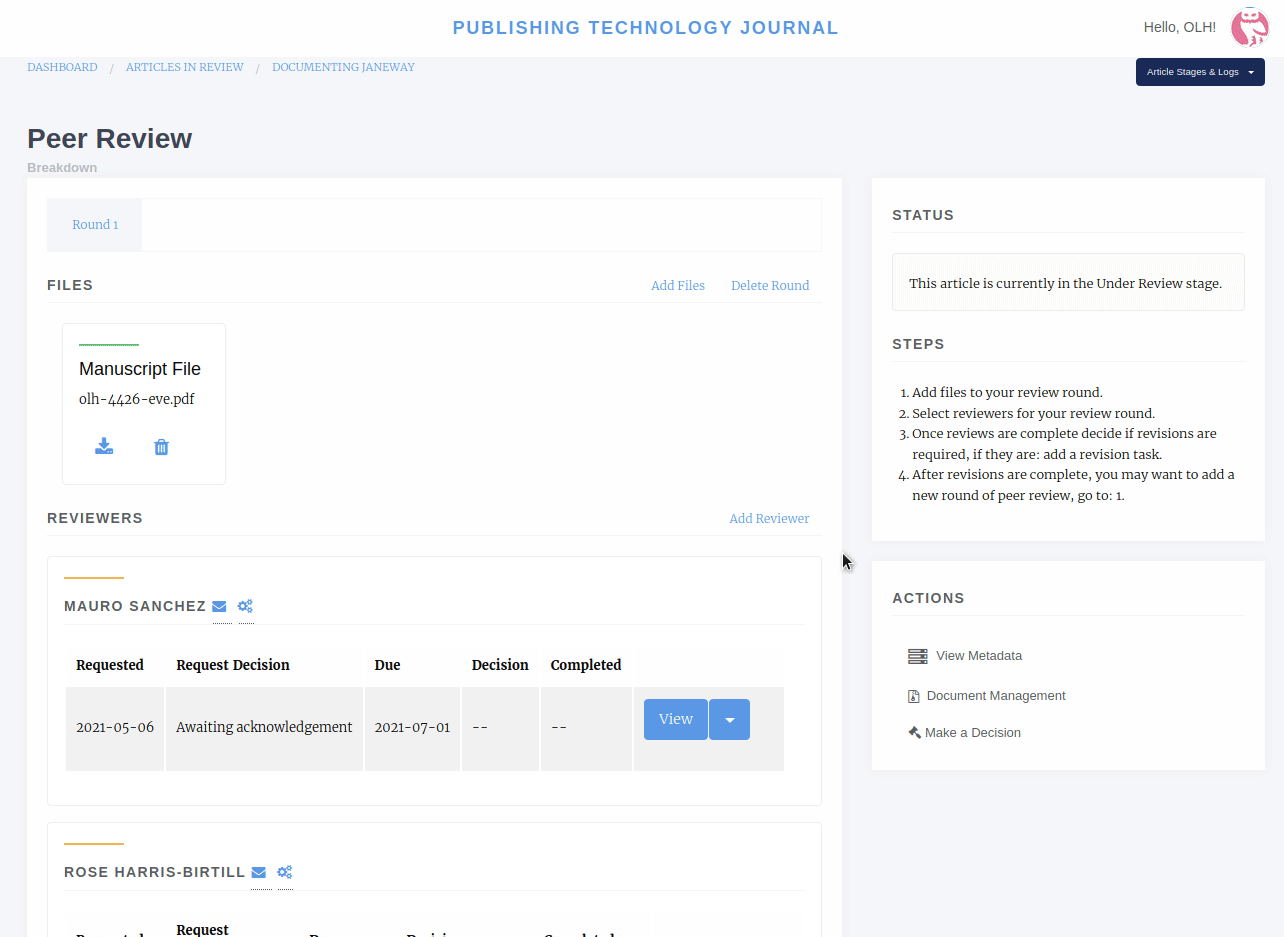 PUBLISHING TECHNOLOGY JOURNAL
Hello, OLH!
DASHBOARD / ARTICLES IN REVIEW / DOCUMENTING JANEWAY
Article Stages & Logs
Peer Review
Breakdown
Round 1
FILES
Add Files
Delete Round
Manuscript File
olh-4426-eve.pdf
REVIEWERS
Add Reviewer
MAURO SANCHEZ
Requested Request Decision Due Decision Completed
2021-05-06 Awaiting acknowledgement 2021-07-01 -- -- View
ROSE HARRIS-BIRTILL
Request
STATUS
This article is currently in the Under Review stage.
STEPS
1. Add files to your review round.
2. Select reviewers for your review round.
3. Once reviews are complete decide if revisions are
required, if they are: add a revision task.
4. After revisions are complete, you may want to add a
new round of peer review, go to: 1.
ACTIONS
View Metadata
Document Management
Make a Decision